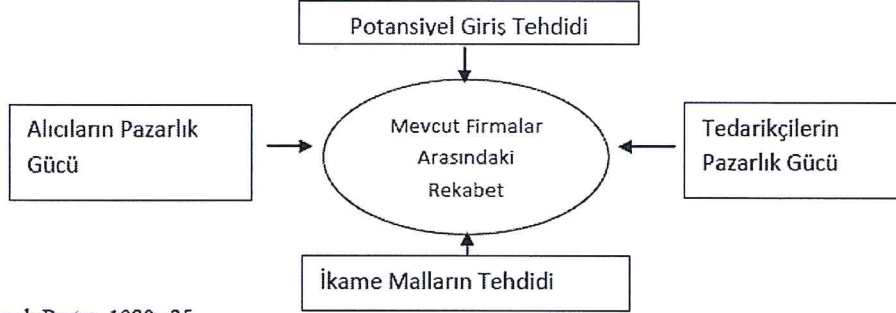 Potansiyel Giriş Tehdidi
Alıcıların Pazarlık
Gücü
Mevcut Firmalar
Arasındaki
Rekabet
Tedarikçilerin
Pazarlık Gücü
İkame Malların Tehdidi